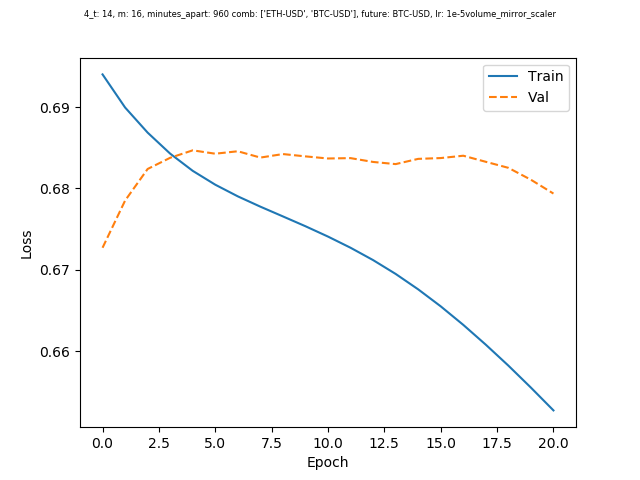 4_t: 14, m: 16, minutes_apart: 960 comb: ['ETH-USD', 'BTC-USD'], future: BTC-USD, lr: 1e-5volume_mirror_scaler
Train
Val
0.69
0.68
0.67
0.66
Loss
0.0 2.5 5.0 7.5 10.0 12.5 15.0 17.5 20.0
Epoch